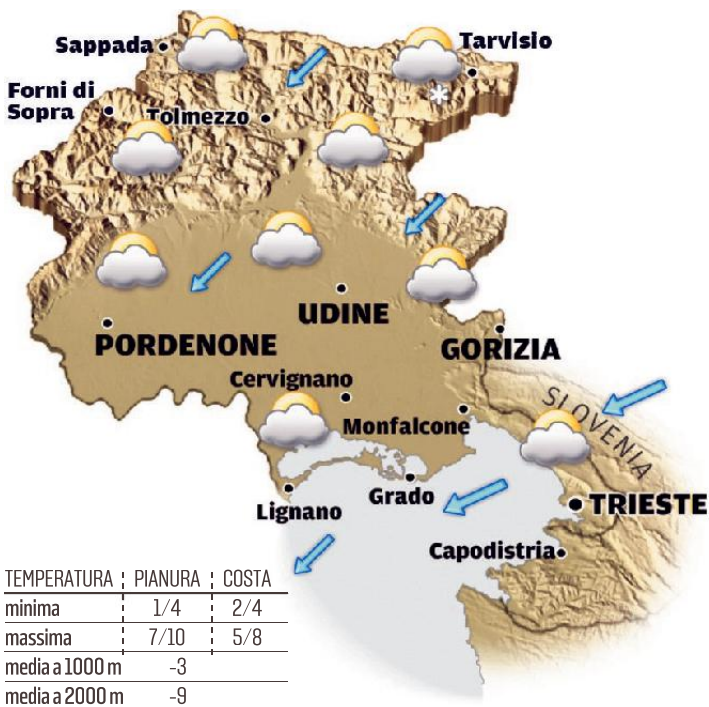 Sappada
Tarvisio
Forni di
Sopra
Tolmezzo
UDINE
PORDENONE
GORIZIA
Cervignano
SLOVENIA
Monfalcone
Grado
Lignano
TRIESTE
Capodistria
TEMPERATURA PIANURA COSTA
minima 1/4 2/4
massima 7/10 5/8
media a 1000 m -3
media a 2000 m -9